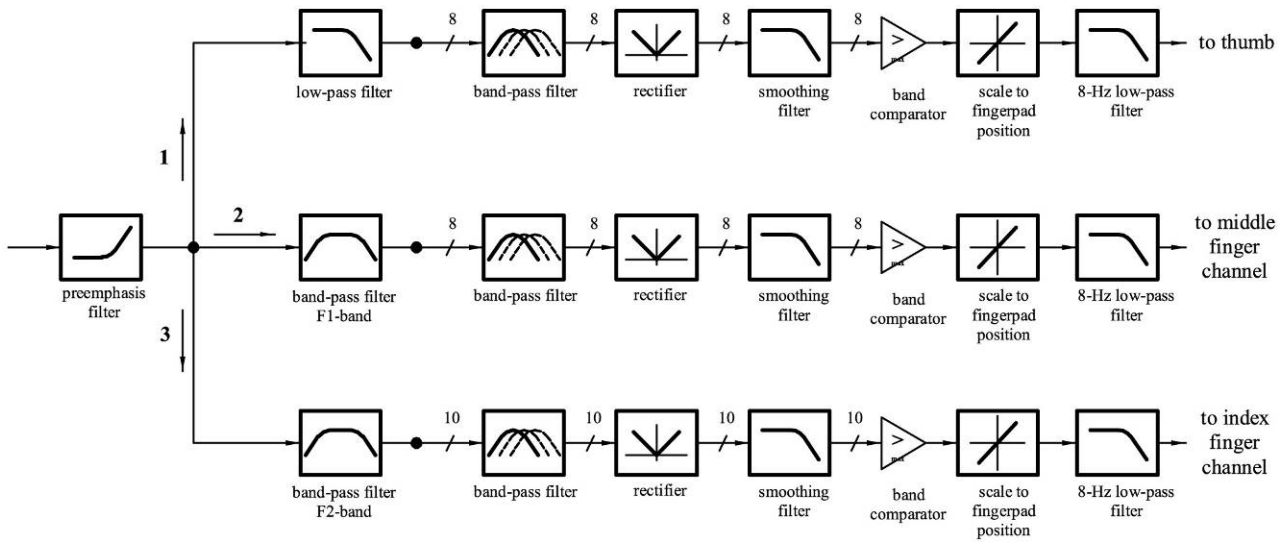 8
8
8
8
>
max
to thumb
low-pass filter
band-pass filter
rectifier
smoothing
filter
band
comparator
scale to
fingerpad
position
8-Hz low-pass
filter
1
2
8
8
8
8
>
max
to middle
finger
channel
preemphasis
filter
band-pass filter
F1-band
band-pass filter
rectifier
smoothing
filter
band
comparator
scale to
fingerpad
position
8-Hz low-pass
filter
3
10
10
10
10
>
max
to index
finger
channel
band-pass filter
F2-band
band-pass filter
rectifier
smoothing
filter
band
comparator
scale to
fingerpad
position
8-Hz low-pass
filter